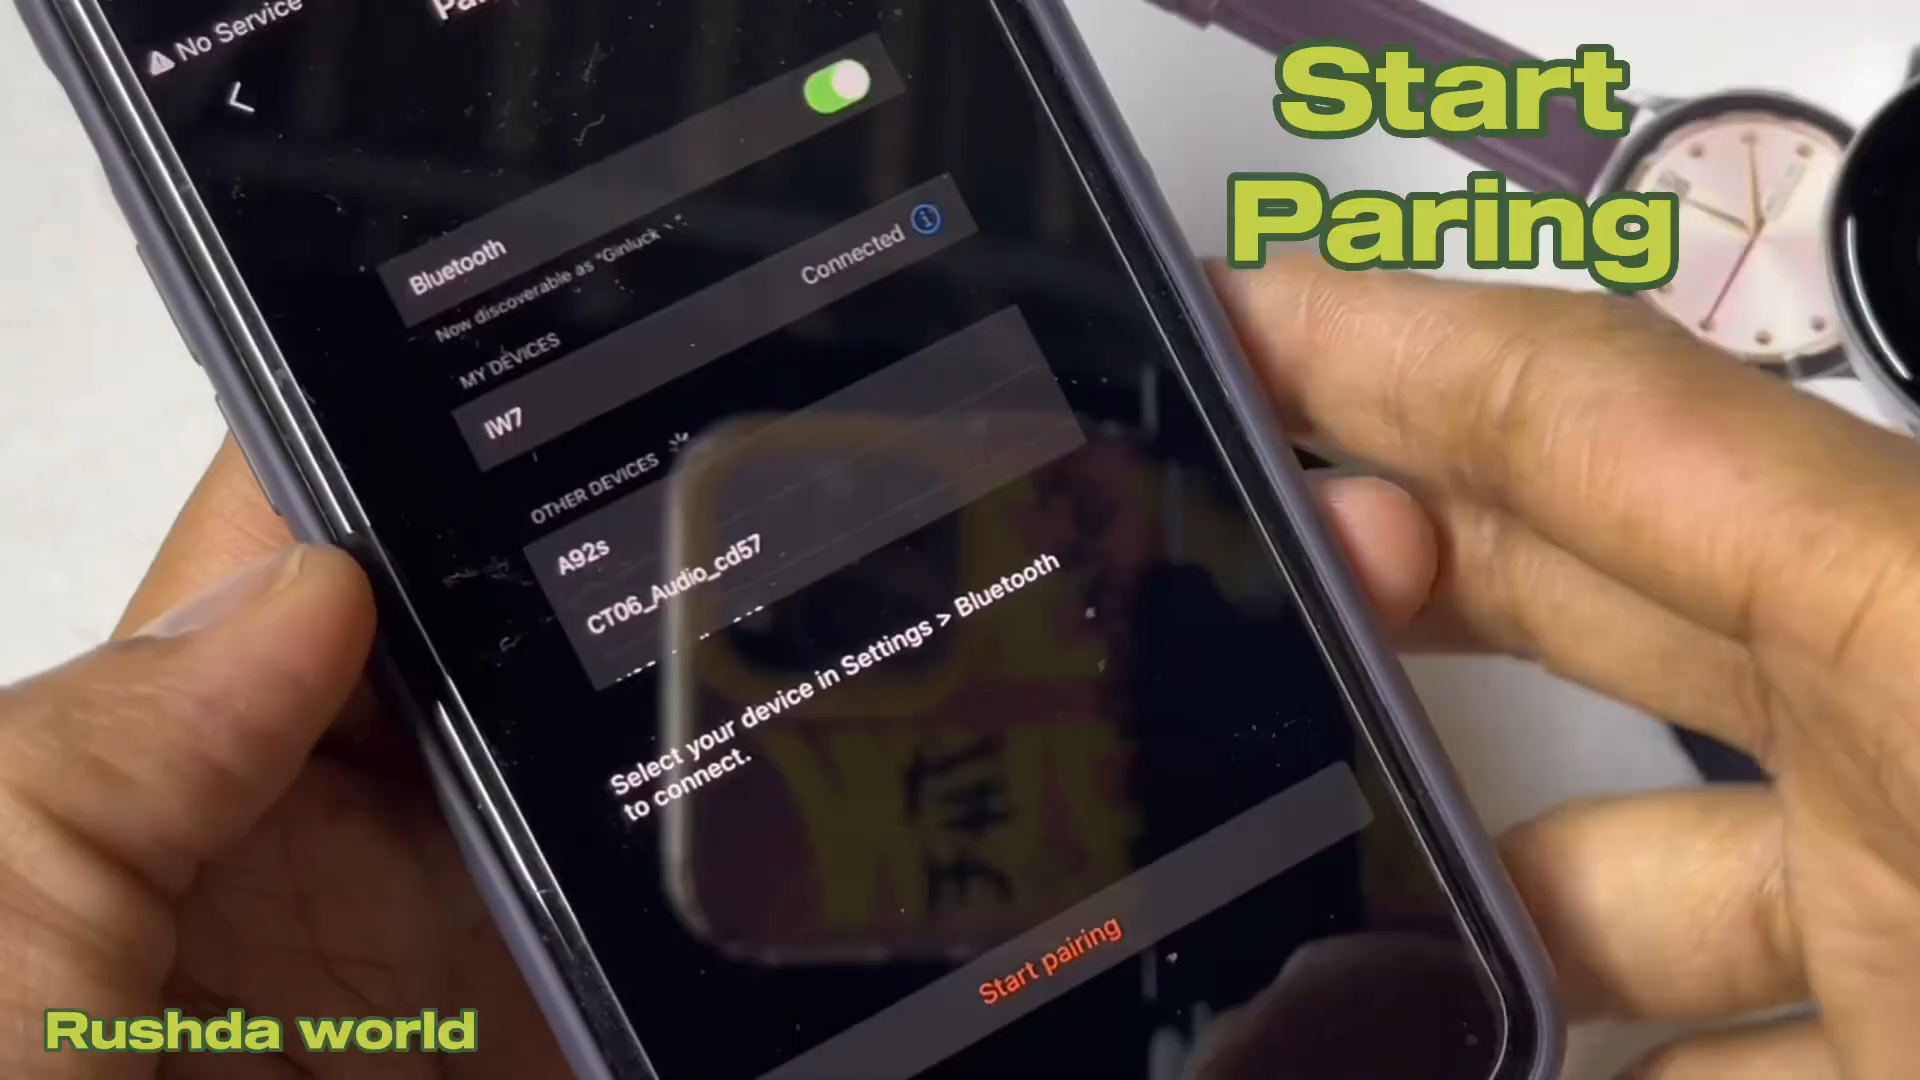 No Service
Start
Paring
Bluetooth
Now discoverable as "Ginluck
MY DEVICES
IW7
Connected
OTHER DEVICES
A92s
CT06_Audio_cd57
Select your device in Settings > Bluetooth
to connect.
Start pairing
Rushda world